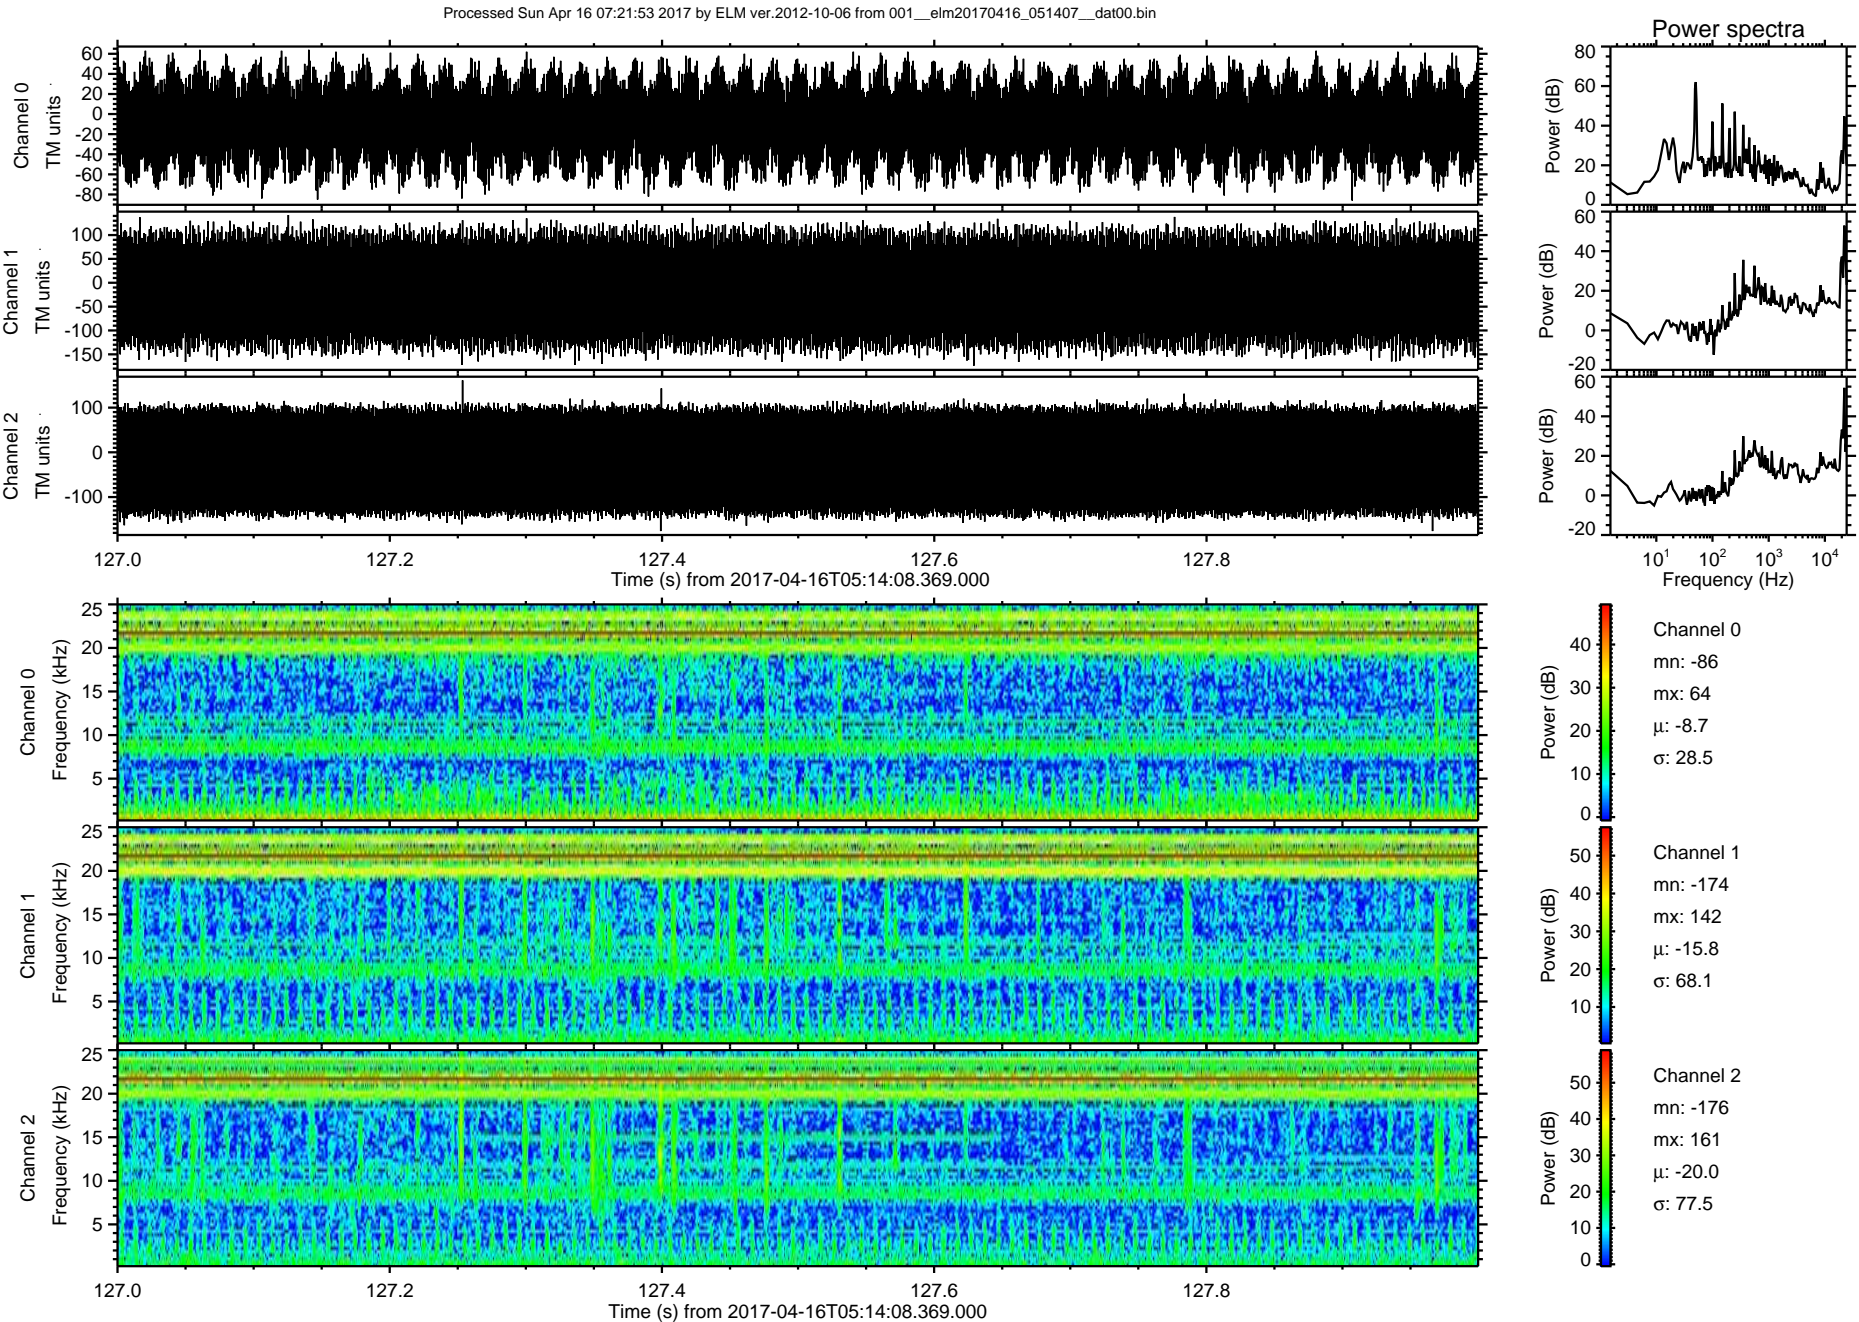 Processed Sun Apr 16 07:21:53 2017 by ELM ver.2012-10-06 from 001__elm20170416_051407__dat00.bin
Power spectra
Channel 0
TM units
60
40
20
0
-20
-40
-60
-80
Power (dB)
80
60
40
20
0
Channel 1
TM units
100
50
0
-50
-100
-150
Power (dB)
60
40
20
0
-20
Channel 2
TM units
100
0
-100
Power (dB)
60
40
20
0
-20
127.0 127.2 127.4 127.6 127.8
Time (s) from 2017-04-16T05:14:08.369.000
10¹ 10² 10³ 10⁴
Frequency (Hz)
Channel 0
Frequency (kHz)
25
20
15
10
5
Power (dB)
40
30
20
10
0
Channel 0
mn: -86
mx: 64
μ: -8.7
σ: 28.5
Channel 1
Frequency (kHz)
25
20
15
10
5
Power (dB)
50
40
30
20
10
Channel 1
mn: -174
mx: 142
μ: -15.8
σ: 68.1
Channel 2
Frequency (kHz)
25
20
15
10
5
Power (dB)
50
40
30
20
10
0
Channel 2
mn: -176
mx: 161
μ: -20.0
σ: 77.5
127.0 127.2 127.4 127.6 127.8
Time (s) from 2017-04-16T05:14:08.369.000